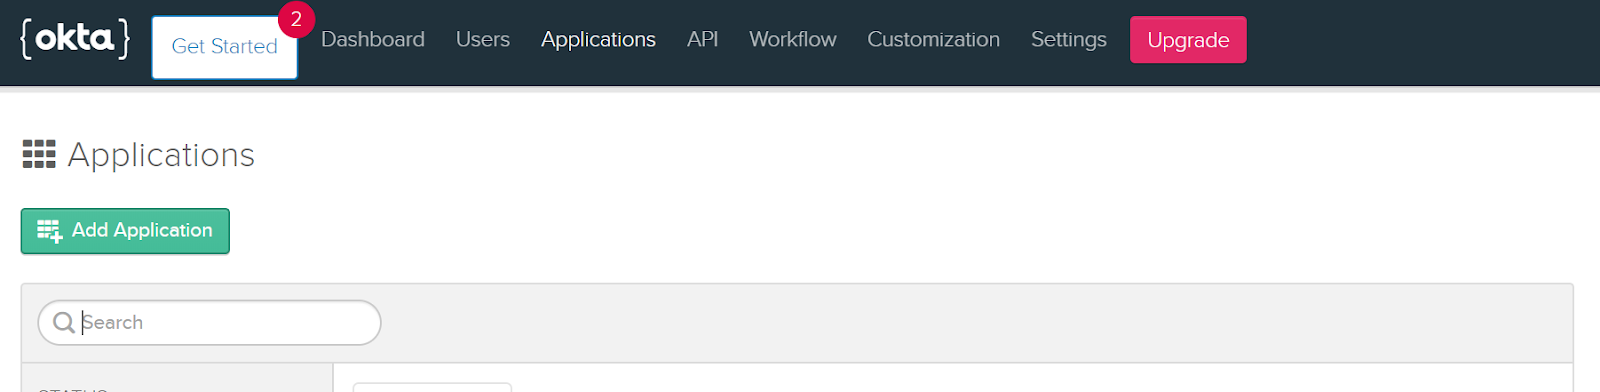 {okta}
Get Started
2
Dashboard
Users
Applications
API
Workflow
Customization
Settings
Upgrade
Applications
Add Application
Search
STATUS